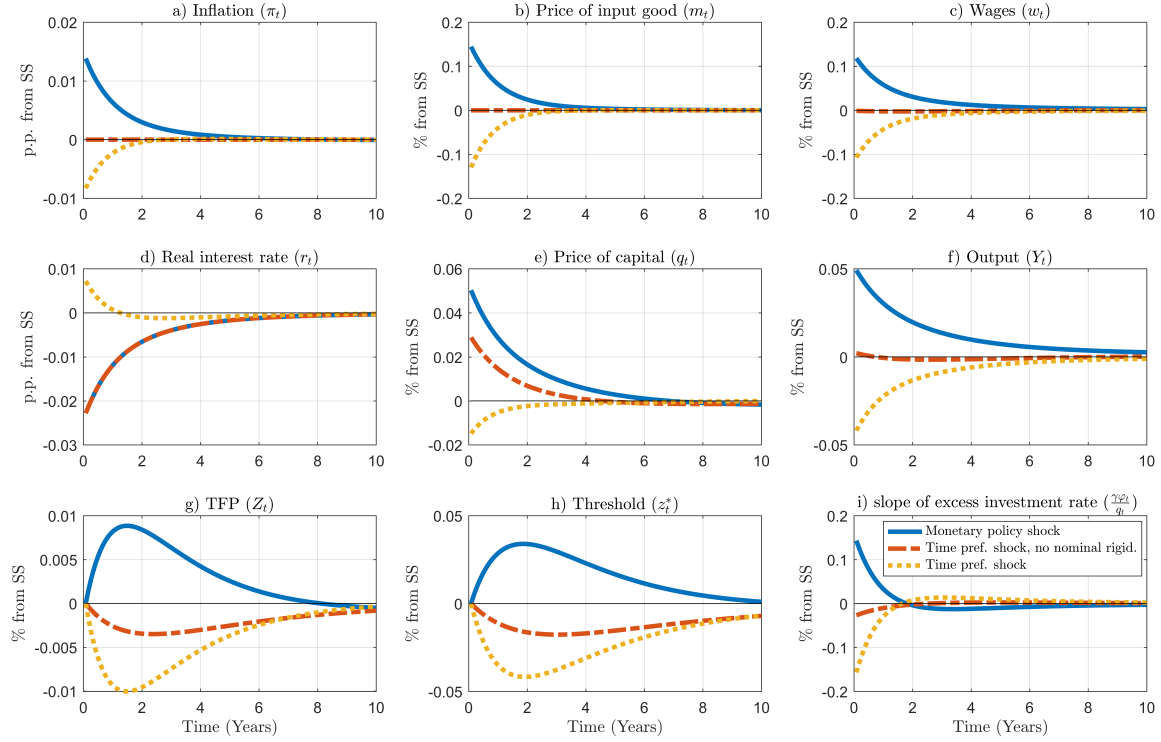 a) Inflation (πₜ)
p.p. from SS
0.02
0.01
0
-0.01
0 2 4 6 8 10
b) Price of input good (mₜ)
% from SS
0.2
0.1
0
-0.1
-0.2
0 2 4 6 8 10
c) Wages (wₜ)
% from SS
0.2
0.1
0
-0.1
-0.2
0 2 4 6 8 10
d) Real interest rate (rₜ)
p.p. from SS
0.01
0
-0.01
-0.02
-0.03
0 2 4 6 8 10
e) Price of capital (qₜ)
% from SS
0.06
0.04
0.02
0
-0.02
0 2 4 6 8 10
f) Output (Yₜ)
% from SS
0.05
0
-0.05
0 2 4 6 8 10
g) TFP (Zₜ)
% from SS
0.01
0.005
0
-0.005
-0.01
0 2 4 6 8 10
Time (Years)
h) Threshold (zₜ*)
% from SS
0.05
0
-0.05
0 2 4 6 8 10
Time (Years)
i) slope of excess investment rate (γφₜ/qₜ)
% from SS
0.2
0.1
0
-0.1
-0.2
Monetary policy shock
Time pref. shock, no nominal rigid.
Time pref. shock
0 2 4 6 8 10
Time (Years)